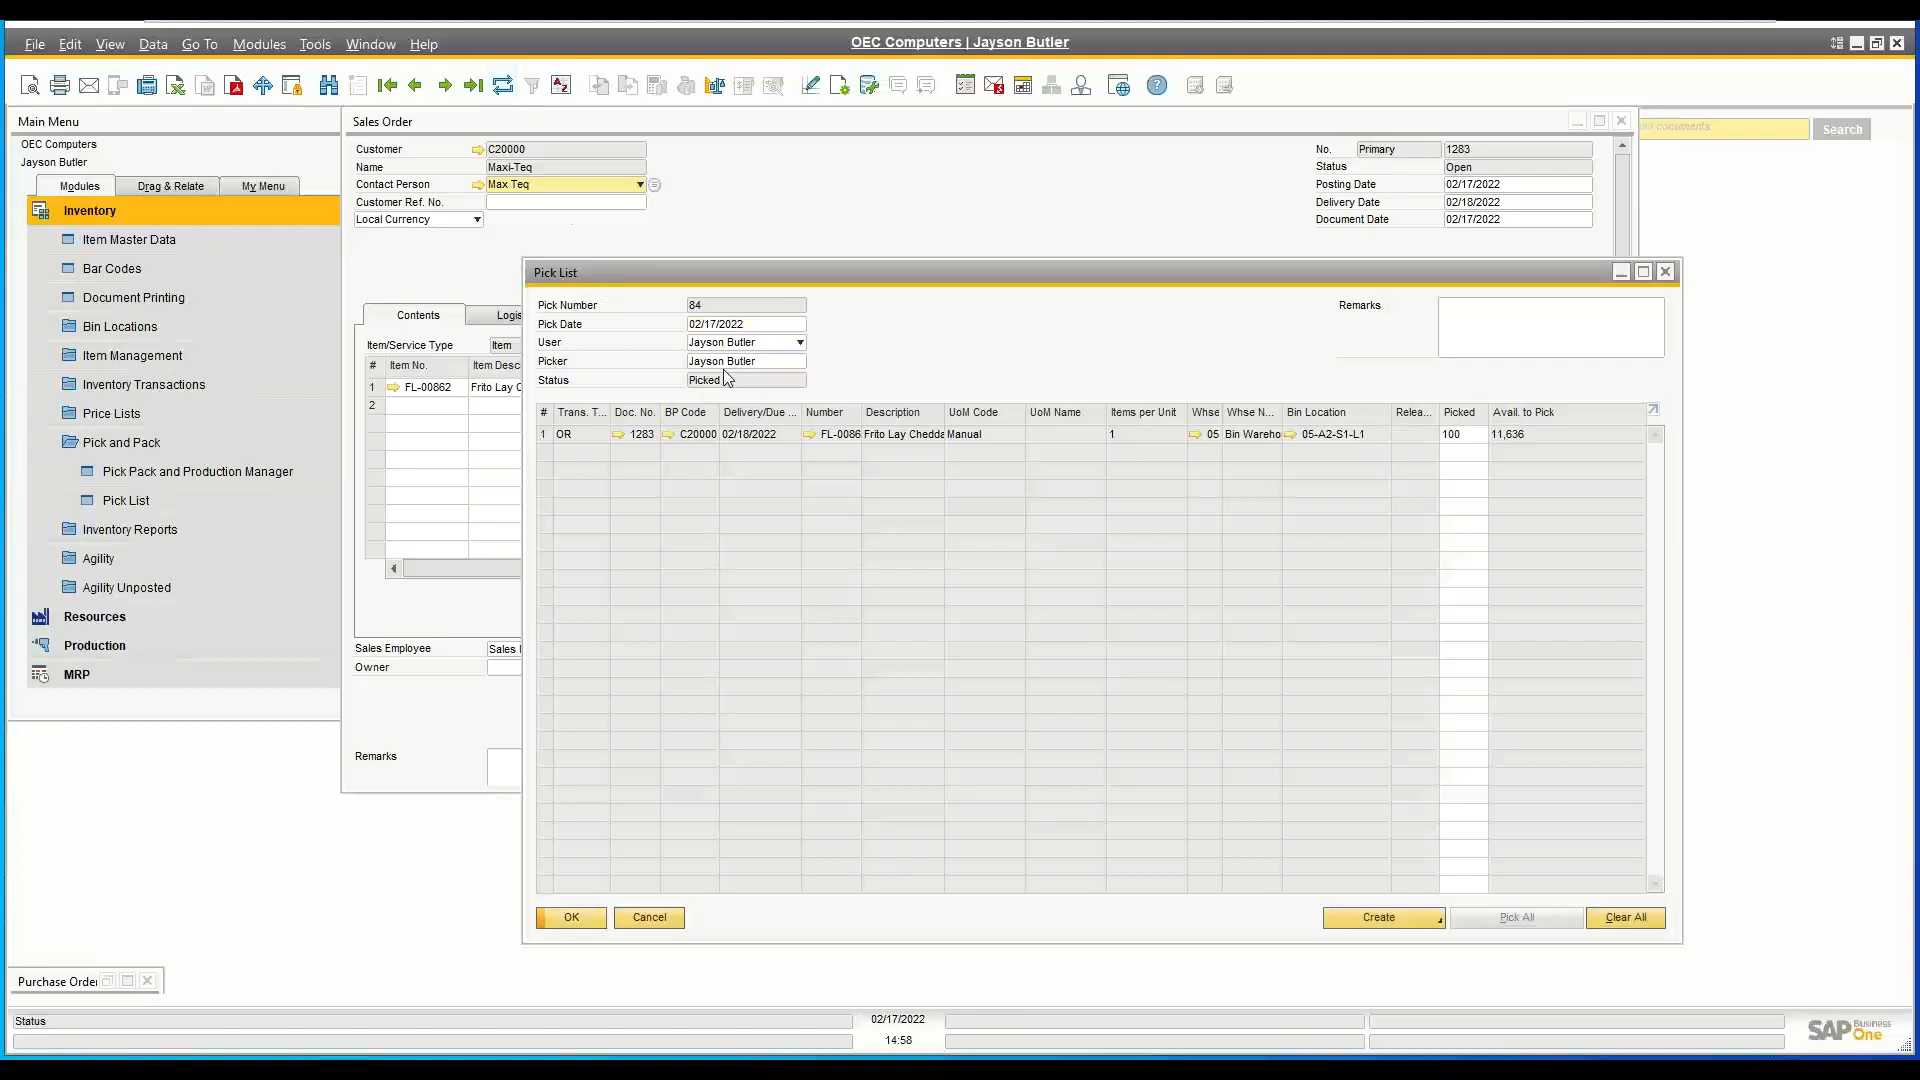 File Edit View Data Go To Modules Tools Window Help
OEC Computers | Jayson Butler
Main Menu
OEC Computers
Jayson Butler
Modules Drag & Relate My Menu
Inventory
Item Master Data
Bar Codes
Document Printing
Bin Locations
Item Management
Inventory Transactions
Price Lists
Pick and Pack
Pick Pack and Production Manager
Pick List
Inventory Reports
Agility
Agility Unposted
Resources
Production
MRP
Search
Sales Order
Customer C20000
Name Maxi-Teq
Contact Person Max Teq
Customer Ref. No.
Local Currency
No. Primary 1283
Status Open
Posting Date 02/17/2022
Delivery Date 02/18/2022
Document Date 02/17/2022
Contents Logis
Item/Service Type Item
# Item No. Item Desc
1 FL-00862 Frito Lay C
2
Sales Employee Sales
Owner
Remarks
Pick List
Pick Number 84
Pick Date 02/17/2022
User Jayson Butler
Picker Jayson Butler
Status Picked
Remarks
# Trans. T... Doc. No. BP Code Delivery/Due ... Number Description UoM Code UoM Name Items per Unit Whse Whse N... Bin Location Relea... Picked Avail. to Pick
1 OR 1283 C20000 02/18/2022 FL-0086 Frito Lay Chedda Manual 1 05 Bin Wareho 05-A2-S1-L1 100 11,636
OK Cancel Create Pick All Clear All
Purchase Order
Status
02/17/2022
14:58
SAP Business One